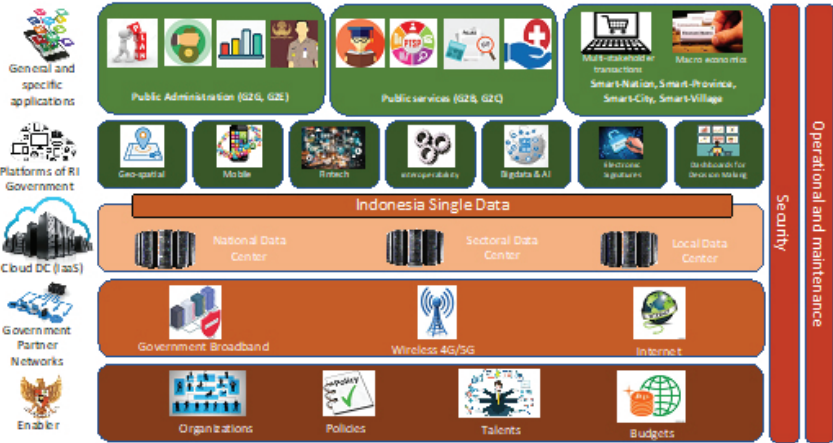 General and
specific
applications
PLAN
Public Administration (G2G, G2E)
PTSP
Public services (G2B, G2C)
Multi-stakeholder
transactions
Macro economics
Smart-Nation, Smart-Province,
Smart-City, Smart-Village
Platforms of RI
Government
Geo-spatial
Mobile
Fintech
Interoperability
Bigdata & AI
Electronic
Signatures
Dashboards for
Decision Making
Indonesia Single Data
Cloud DC (IaaS)
National Data
Center
Sectoral Data
Center
Local Data
Center
Government
Partner
Networks
Government Broadband
Wireless 4G/5G
Internet
Enabler
Organizations
Policy
Policies
Talents
Budgets
Security
Operational and maintenance